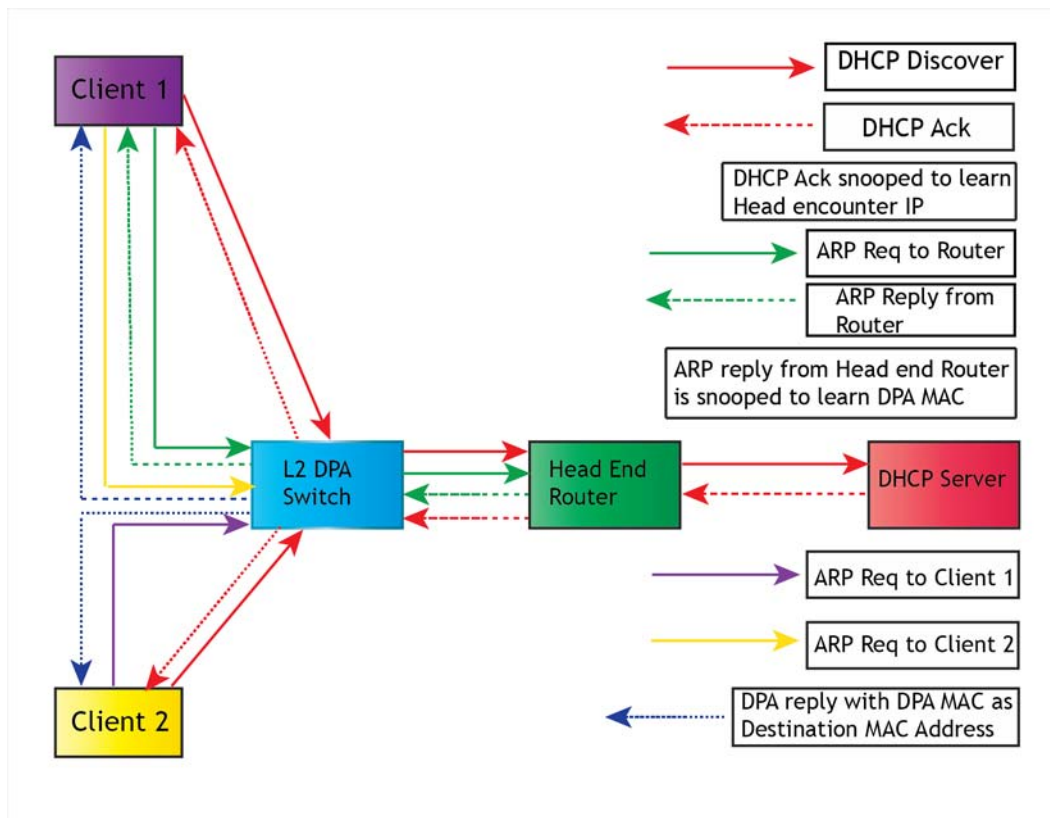 Client 1
DHCP Discover
DHCP Ack
DHCP Ack snooped to learn
Head encounter IP
ARP Req to Router
ARP Reply from
Router
ARP reply from Head end Router
is snooped to learn DPA MAC
L2 DPA
Switch
Head End
Router
DHCP Server
ARP Req to Client 1
ARP Req to Client 2
Client 2
DPA reply with DPA MAC as
Destination MAC Address